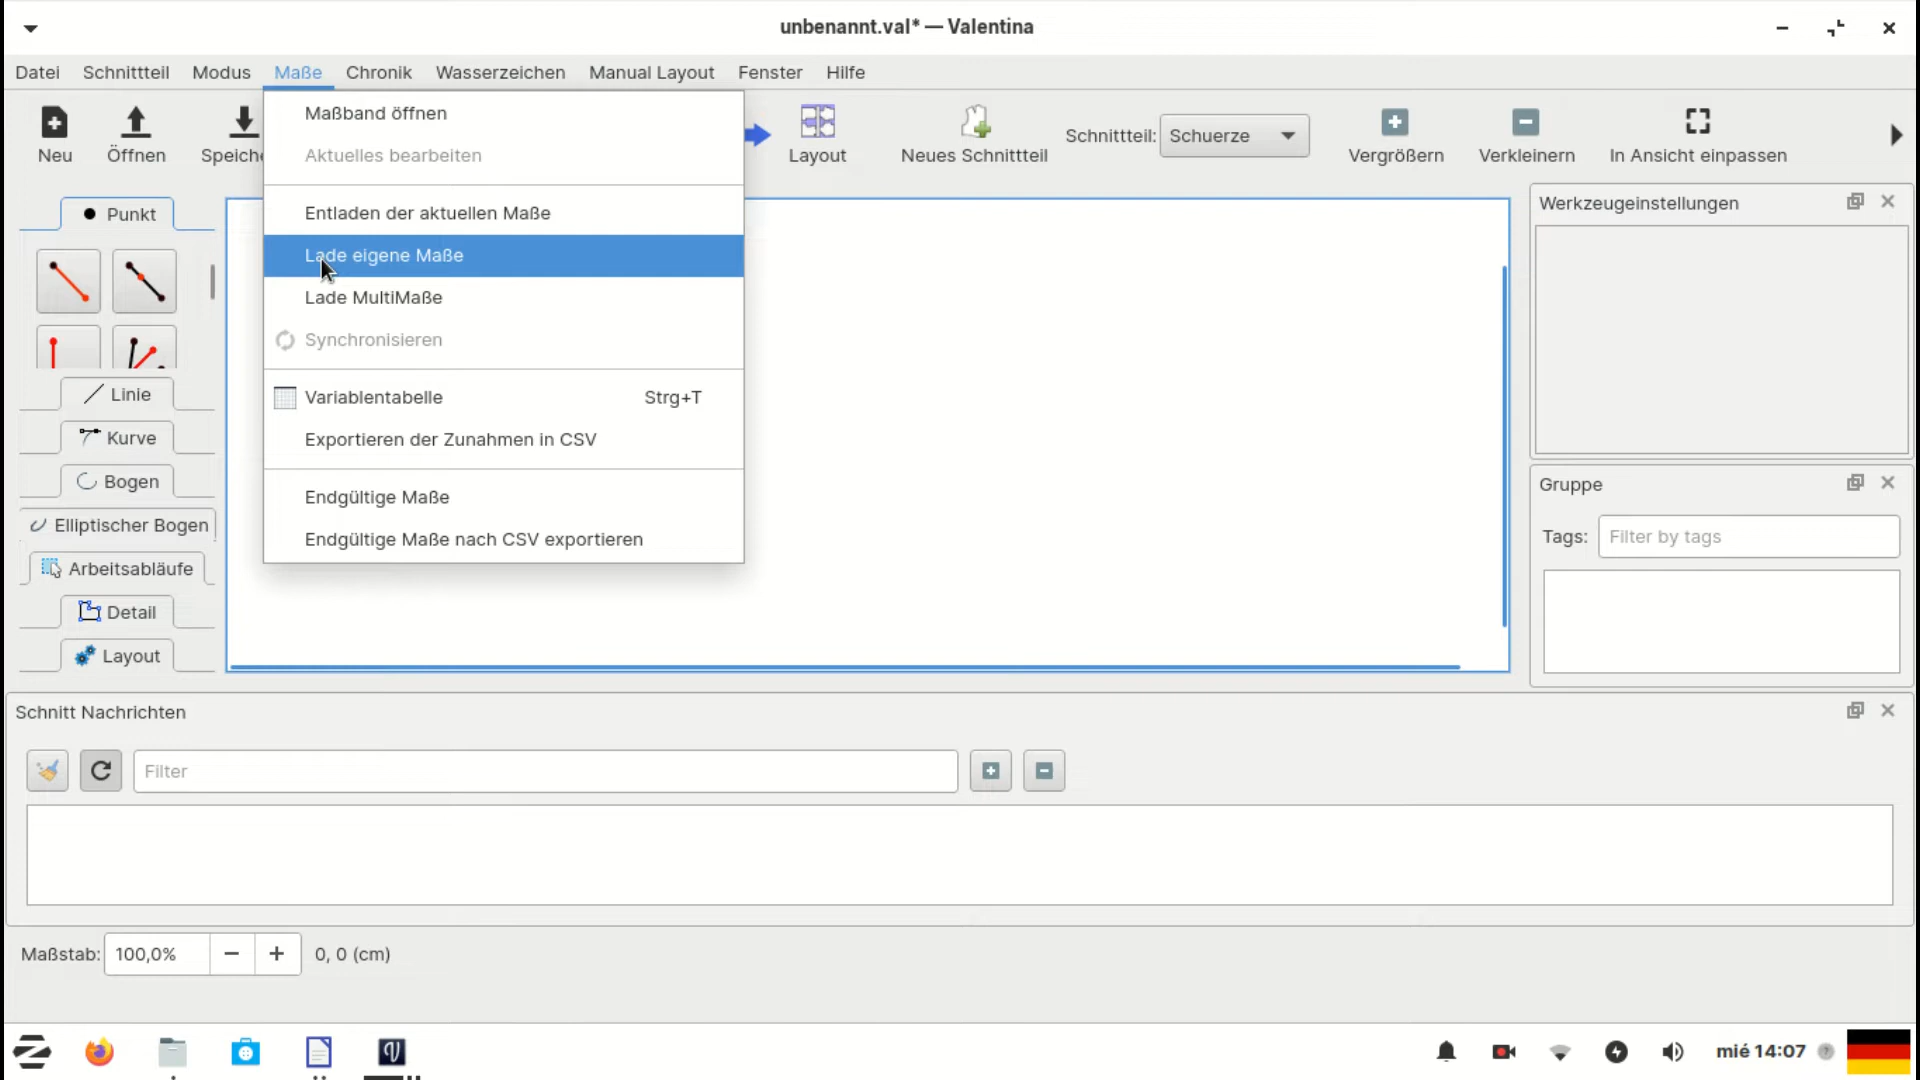 unbenannt.val* — Valentina
Datei Schnittteil Modus Maße Chronik Wasserzeichen Manual Layout Fenster Hilfe
Maßband öffnen
Aktuelles bearbeiten
Entladen der aktuellen Maße
Lade eigene Maße
Lade MultiMaße
Synchronisieren
Variablentabelle Strg+T
Exportieren der Zunahmen in CSV
Endgültige Maße
Endgültige Maße nach CSV exportieren
Neu Öffnen Speiche Layout Neues Schnittteil Schnittteil: Schuerze Vergrößern Verkleinern In Ansicht einpassen
Punkt
Linie
Kurve
Bogen
Elliptischer Bogen
Arbeitsabläufe
Detail
Layout
Werkzeugeinstellungen
Gruppe
Tags: Filter by tags
Schnitt Nachrichten
Filter
Maßstab: 100,0% − + 0, 0 (cm)
mié 14:07